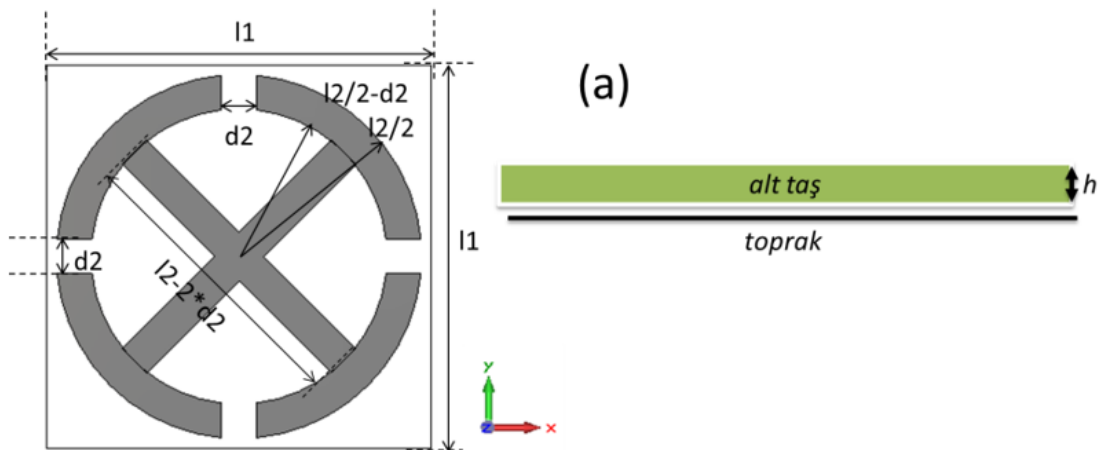 l1
(a)
l2/2-d2
l2/2
d2
alt taş
h
toprak
l1
d2
l2-2*d2
Y
Z
x